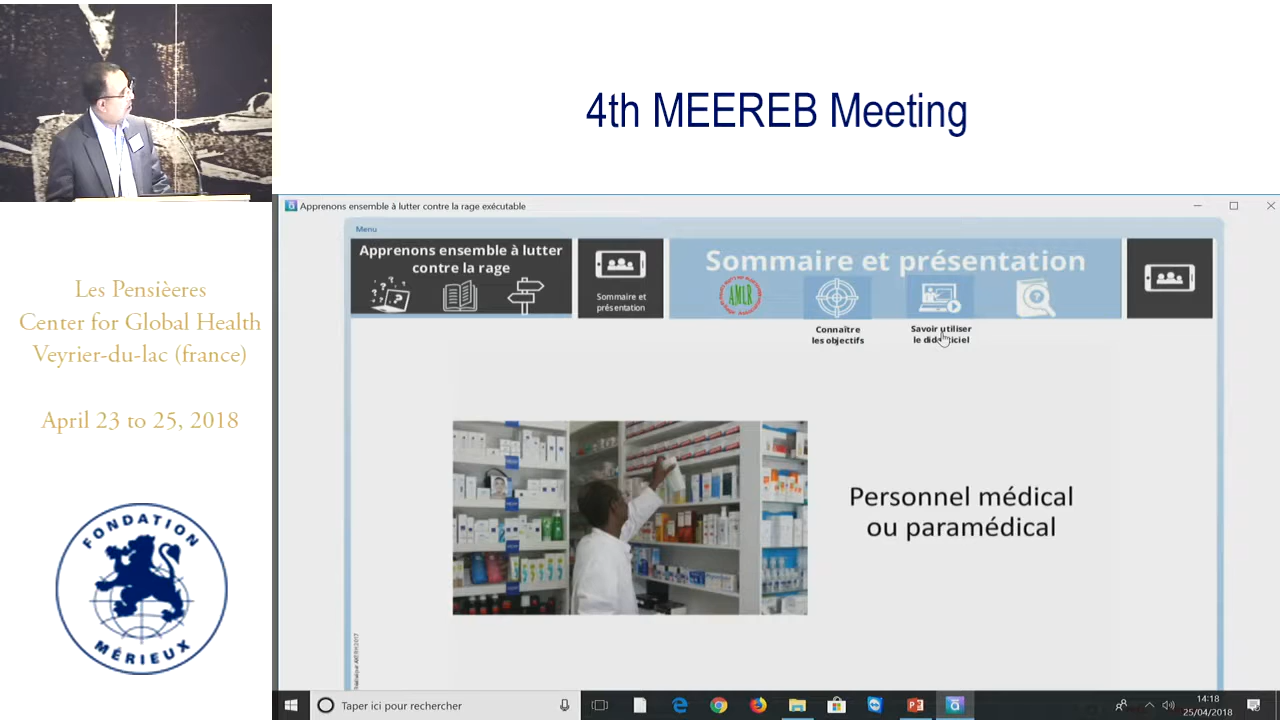 4th MEEREB Meeting
Les Pensièeres
Center for Global Health
Veyrier-du-lac (france)
April 23 to 25, 2018
FONDATION
MÉRIEUX
Apprenons ensemble à lutter contre la rage exécutable
Menu
Apprenons ensemble à lutter
contre la rage
Sommaire et
présentation
Sommaire et présentation
AMLR
Connaître
les objectifs
Savoir utiliser
le didacticiel
Personnel médical
ou paramédical
Taper ici pour rechercher
14:18
25/04/2018